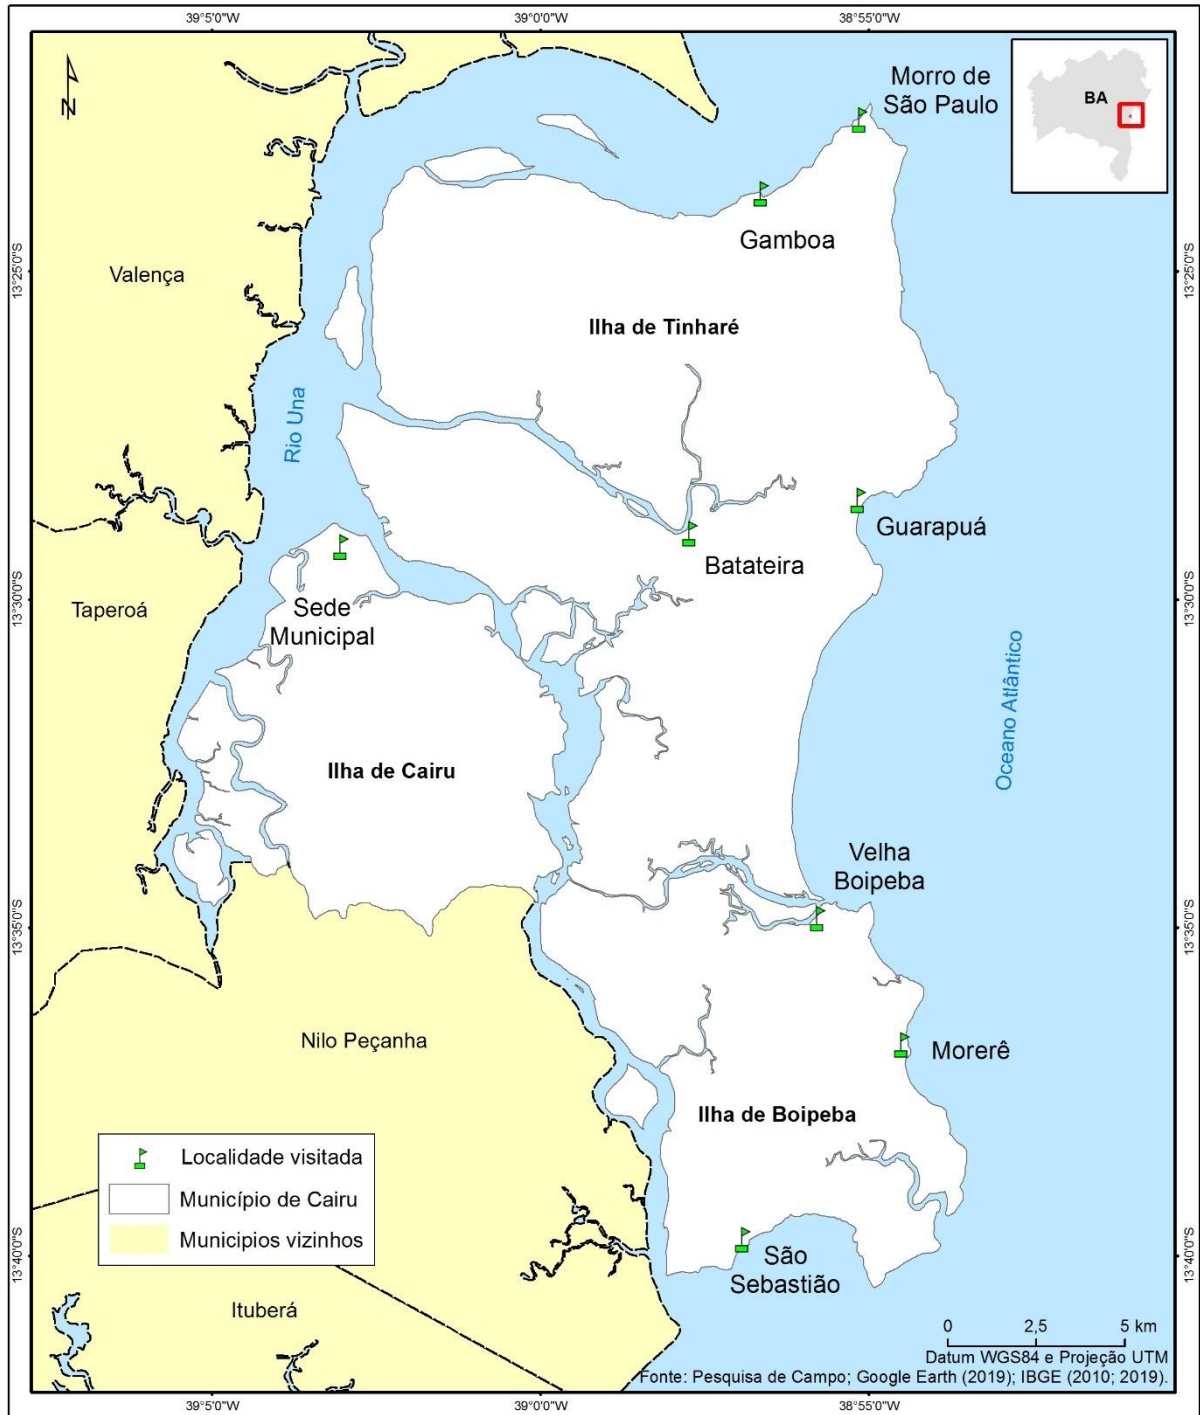 39°5'0"W
39°0'0"W
38°55'0"W
N
BA
Morro de
São Paulo
Gamboa
13°25'0"S
13°25'0"S
Valença
Ilha de Tinharé
Rio Una
Guarapuá
Batateira
13°30'0"S
13°30'0"S
Taperoá
Sede
Municipal
Oceano Atlântico
Ilha de Cairu
Velha
Boipeba
13°35'0"S
13°35'0"S
Nilo Peçanha
Morerê
Ilha de Boipeba
Localidade visitada
Município de Cairu
Municipios vizinhos
13°40'0"S
13°40'0"S
São
Sebastião
Ituberá
0 2,5 5 km
Datum WGS84 e Projeção UTM
Fonte: Pesquisa de Campo; Google Earth (2019); IBGE (2010; 2019).
39°5'0"W
39°0'0"W
38°55'0"W